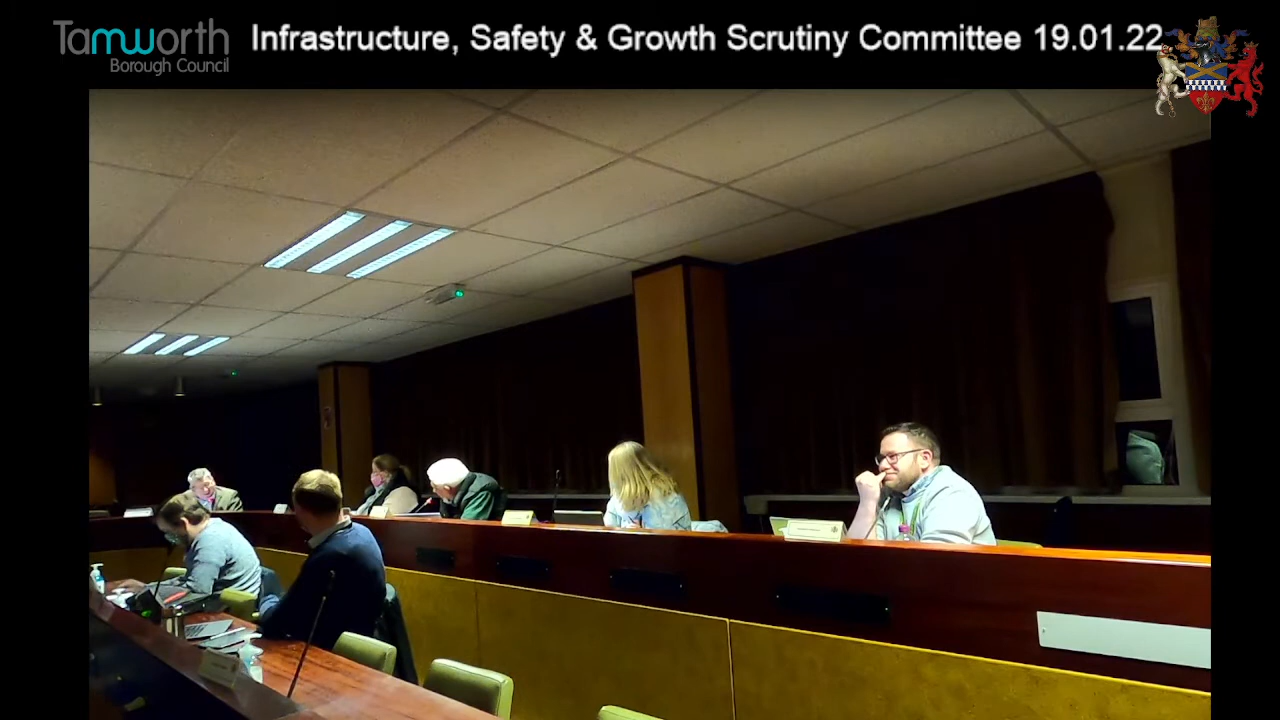 Tamworth
Borough Council
Infrastructure, Safety & Growth Scrutiny Committee 19.01.22